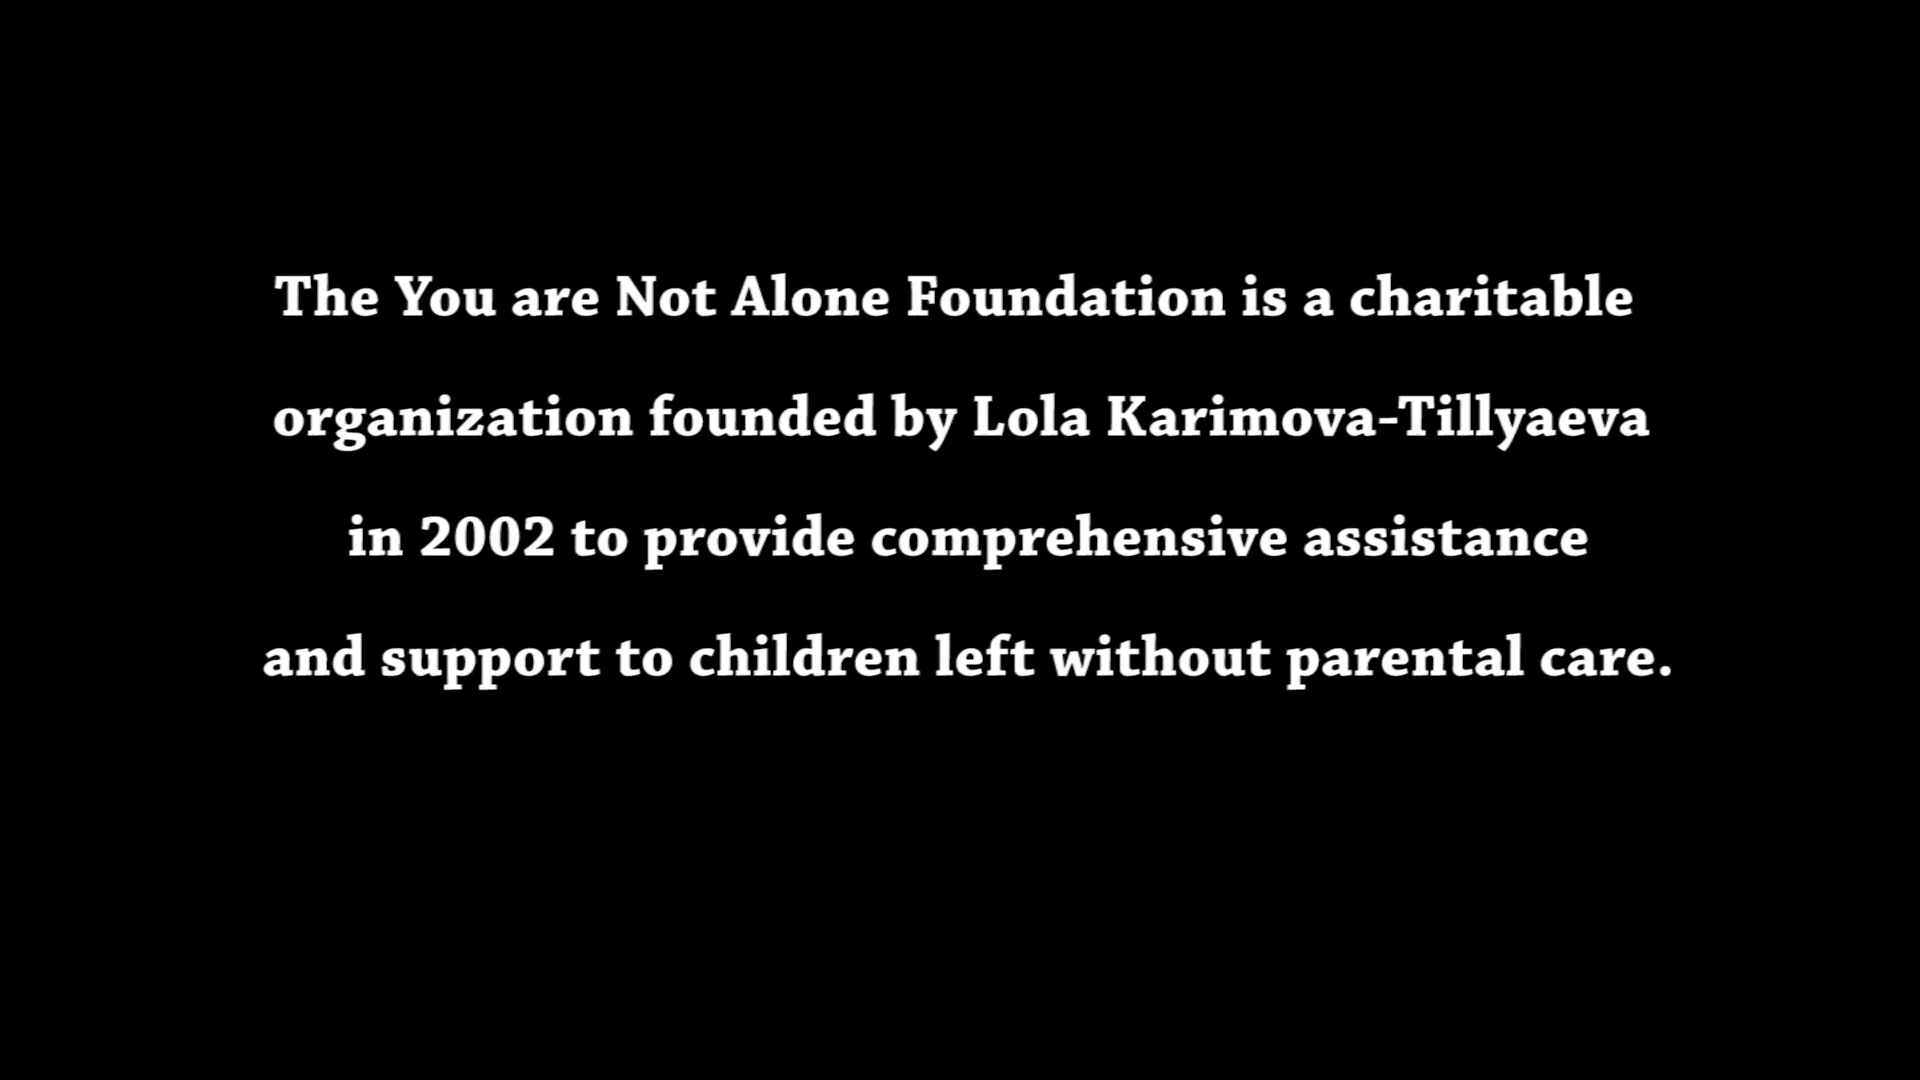 The You are Not Alone Foundation is a charitable
organization founded by Lola Karimova-Tillyaeva
in 2002 to provide comprehensive assistance
and support to children left without parental care.